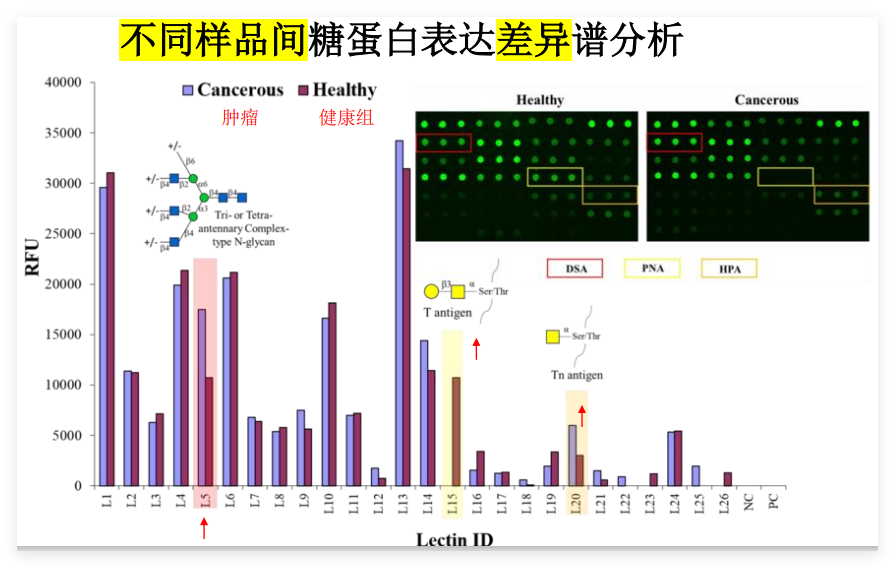 不同样品间糖蛋白表达差异谱分析
40000
35000
30000
25000
20000
15000
10000
5000
0
RFU
Cancerous Healthy
肿瘤 健康组
Healthy Cancerous
DSA PNA HPA
+/-
β6
+/- β4 β2 α6
β4 β4
+/- β4 β2 α3
β4
+/- β4
Tri- or Tetra-
antennary Complex-
type N-glycan
β3 α Ser/Thr
T antigen
α Ser/Thr
Tn antigen
L1 L2 L3 L4 L5 L6 L7 L8 L9 L10 L11 L12 L13 L14 L15 L16 L17 L18 L19 L20 L21 L22 L23 L24 L25 L26 NC PC
Lectin ID